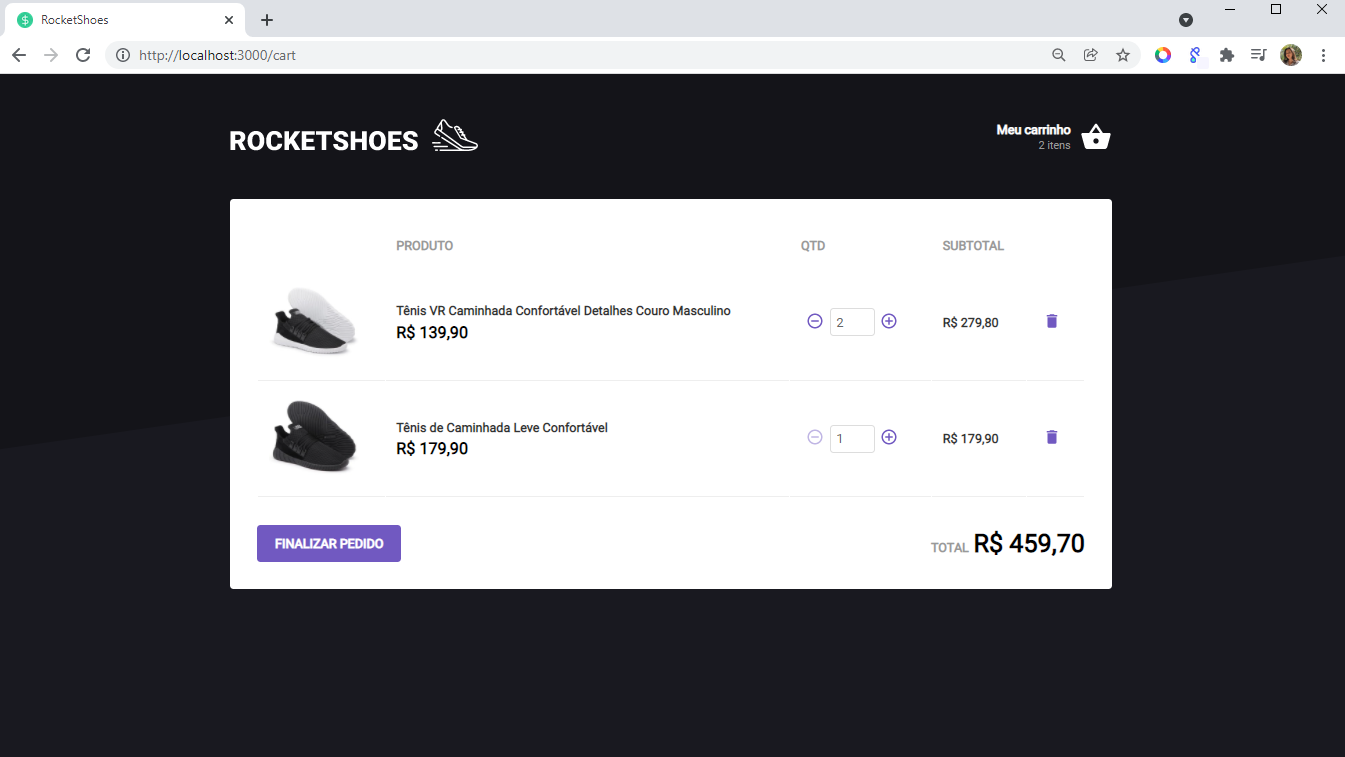 RocketShoes
http://localhost:3000/cart
ROCKETSHOES
Meu carrinho
2 itens
PRODUTO QTD SUBTOTAL
Tênis VR Caminhada Confortável Detalhes Couro Masculino
R$ 139,90
2
R$ 279,80
Tênis de Caminhada Leve Confortável
R$ 179,90
1
R$ 179,90
FINALIZAR PEDIDO
TOTAL R$ 459,70